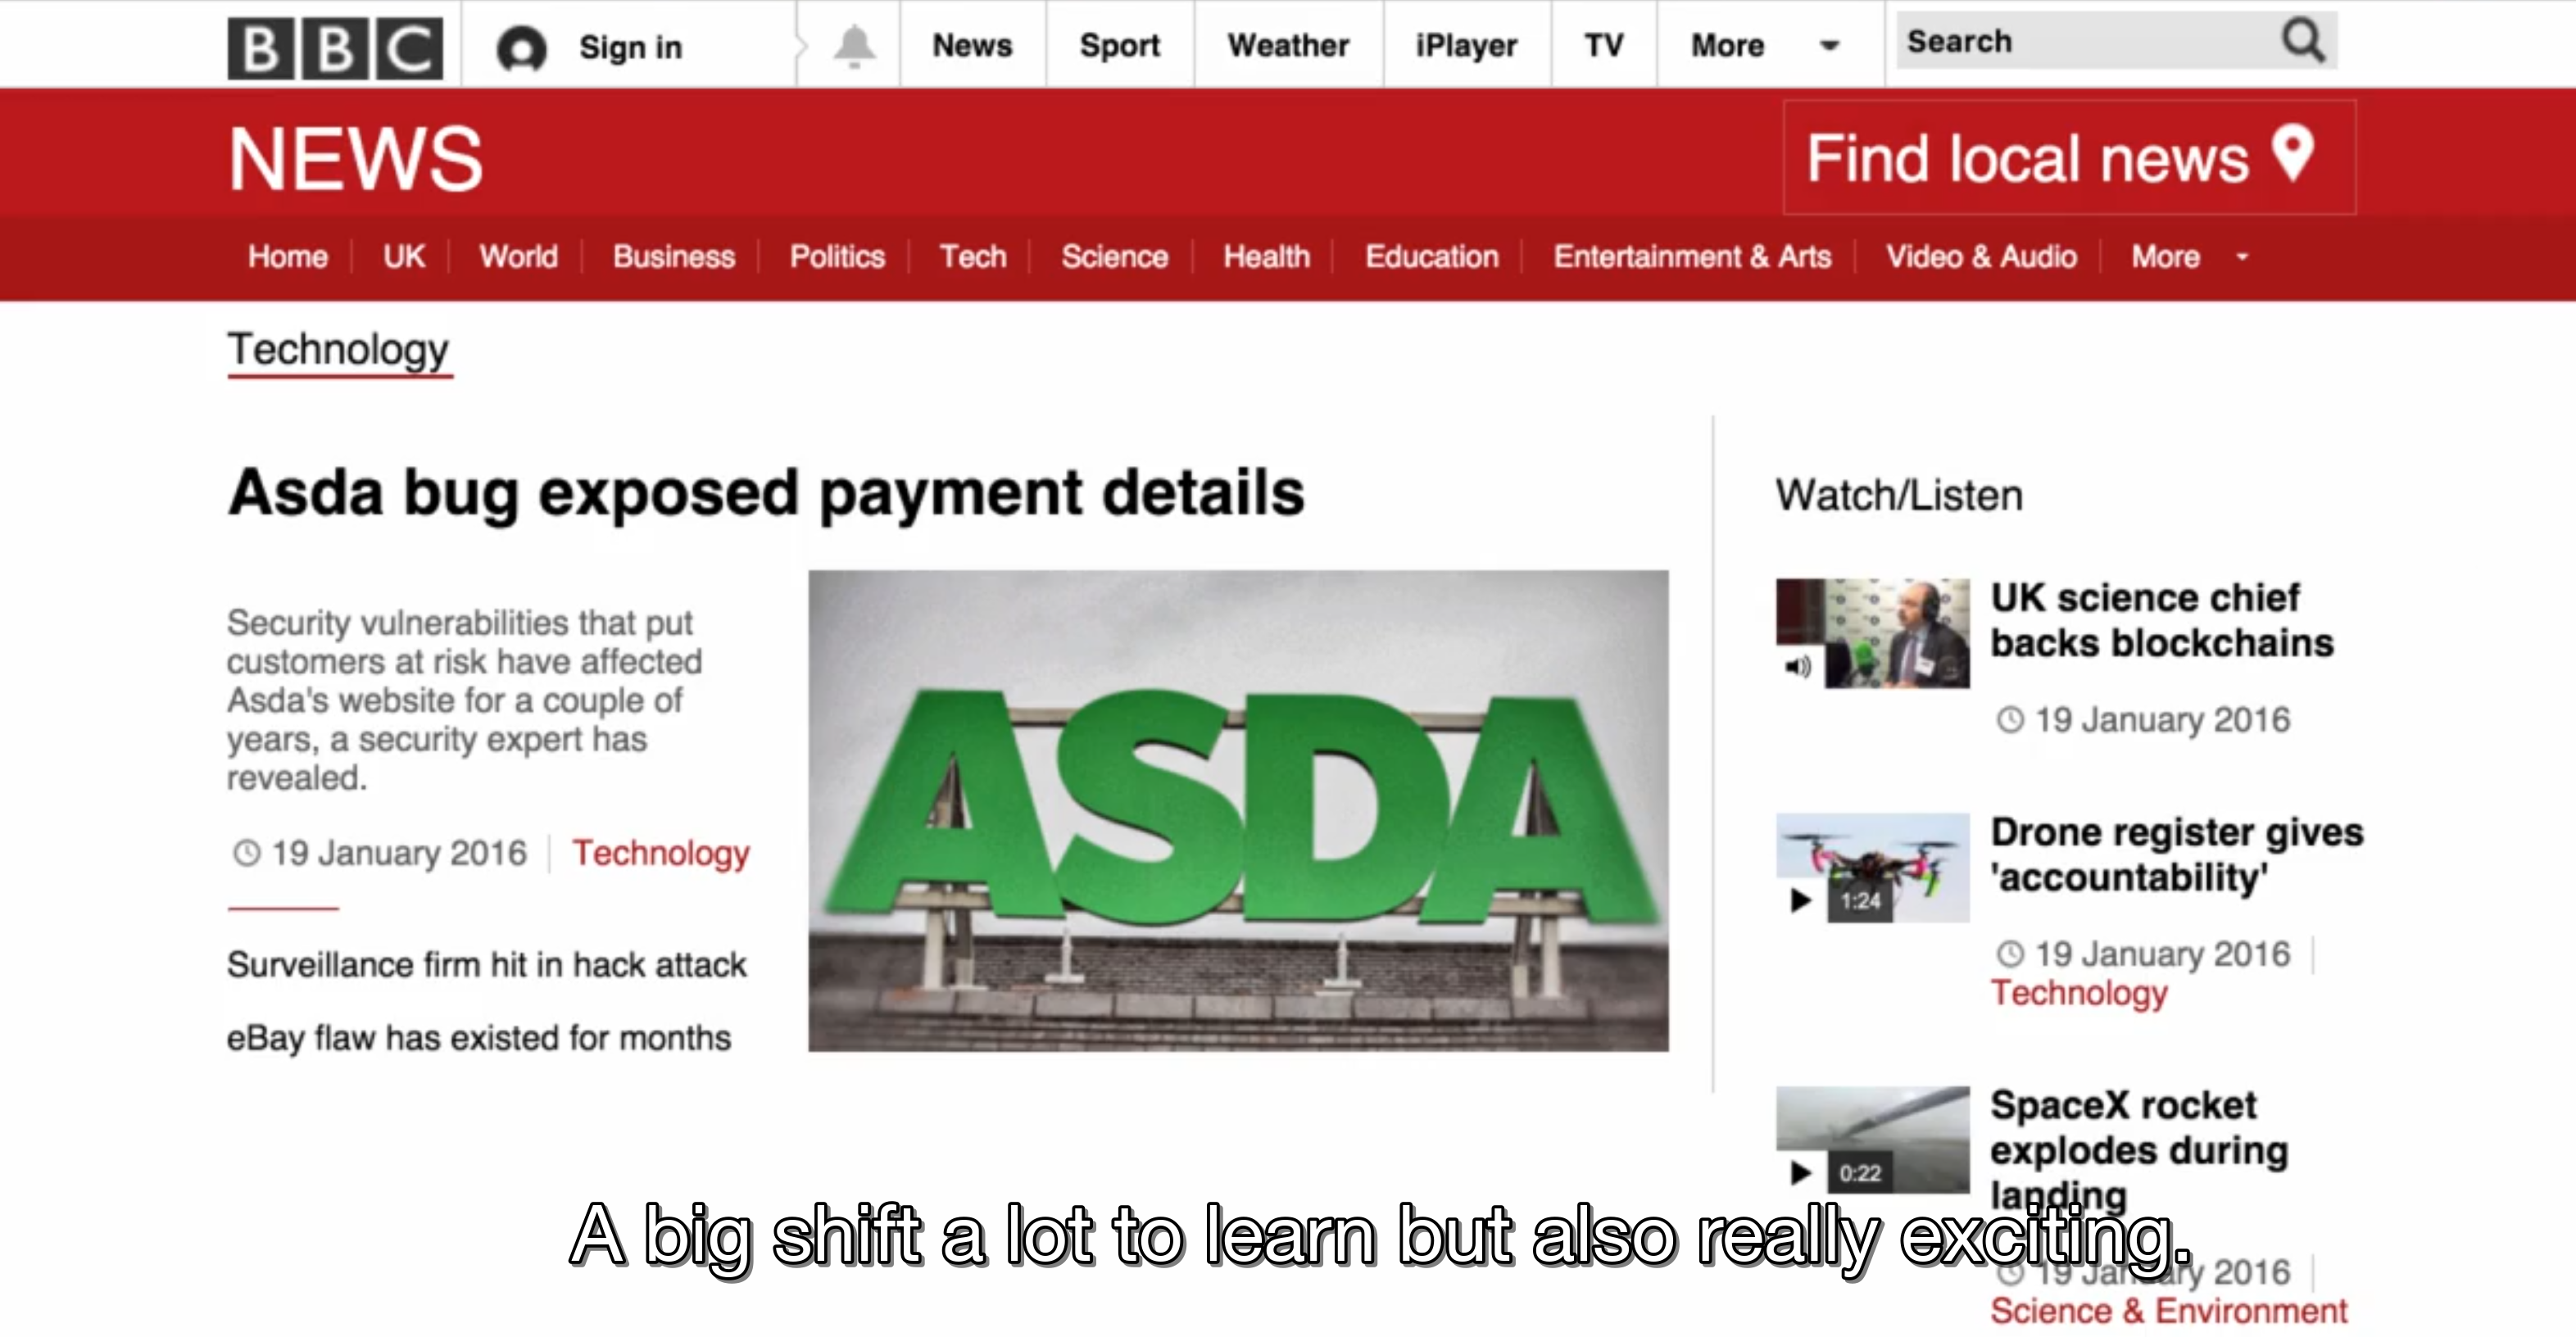 BBC
Sign in
News
Sport
Weather
iPlayer
TV
More
Search
NEWS
Find local news
Home
UK
World
Business
Politics
Tech
Science
Health
Education
Entertainment & Arts
Video & Audio
More
Technology
Asda bug exposed payment details
Security vulnerabilities that put
customers at risk have affected
Asda's website for a couple of
years, a security expert has
revealed.
19 January 2016
Technology
Surveillance firm hit in hack attack
eBay flaw has existed for months
ASDA
Watch/Listen
UK science chief
backs blockchains
19 January 2016
Drone register gives
'accountability'
1:24
19 January 2016
Technology
SpaceX rocket
explodes during
landing
0:22
19 January 2016
Science & Environment
A big shift a lot to learn but also really exciting.